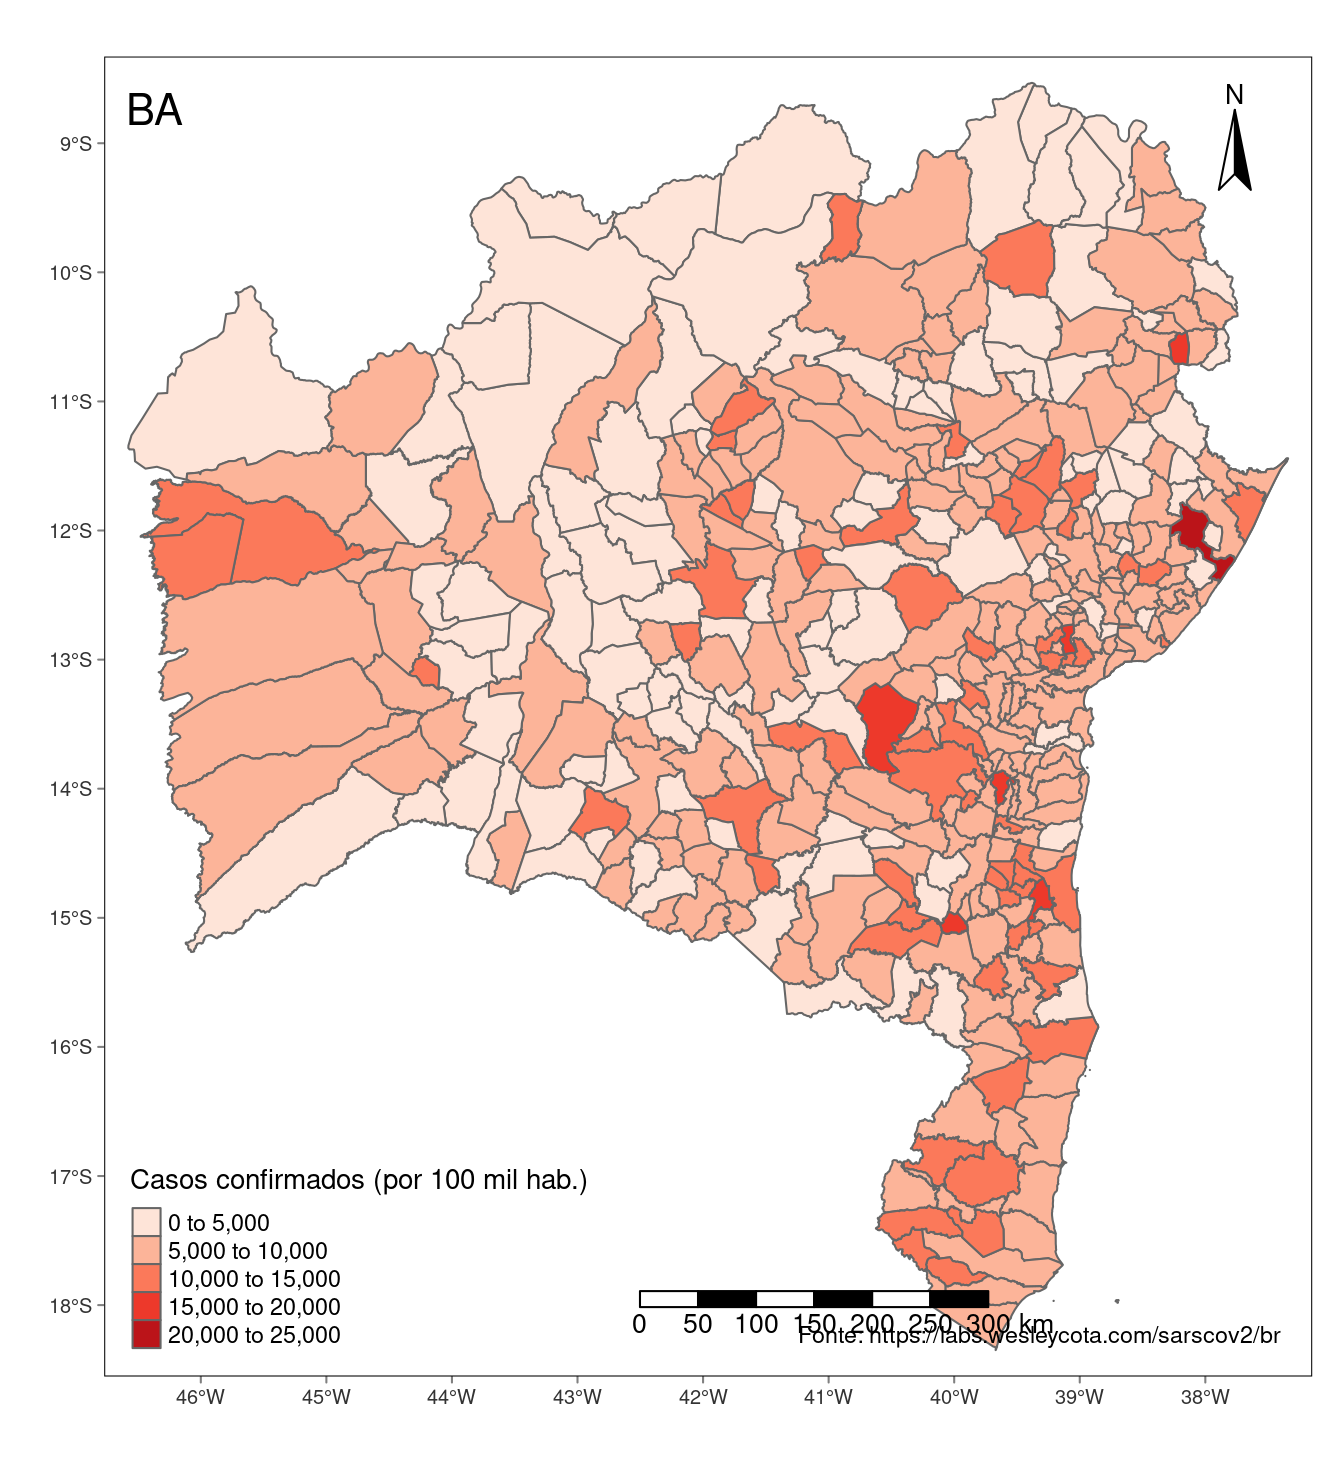 BA
N
9°S
10°S
11°S
12°S
13°S
14°S
15°S
16°S
17°S
18°S
Casos confirmados (por 100 mil hab.)
0 to 5,000
5,000 to 10,000
10,000 to 15,000
15,000 to 20,000
20,000 to 25,000
0 50 100 150 200 250 300 km
Fonte: https://labs.wesleycota.com/sarscov2/br
46°W 45°W 44°W 43°W 42°W 41°W 40°W 39°W 38°W